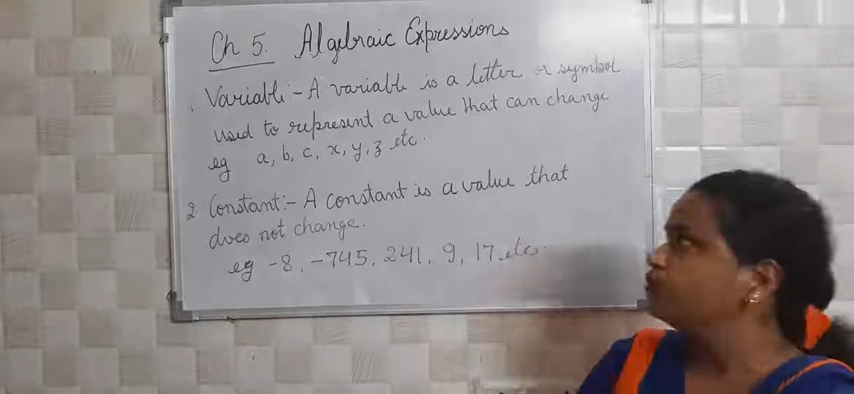 Ch 5. Algebraic Expressions
1. Variable:- A variable is a letter or symbol
used to represent a value that can change
eg a, b, c, x, y, z etc.
2. Constant:- A constant is a value that
does not change.
eg -8, -745, 241, 9, 17 etc.